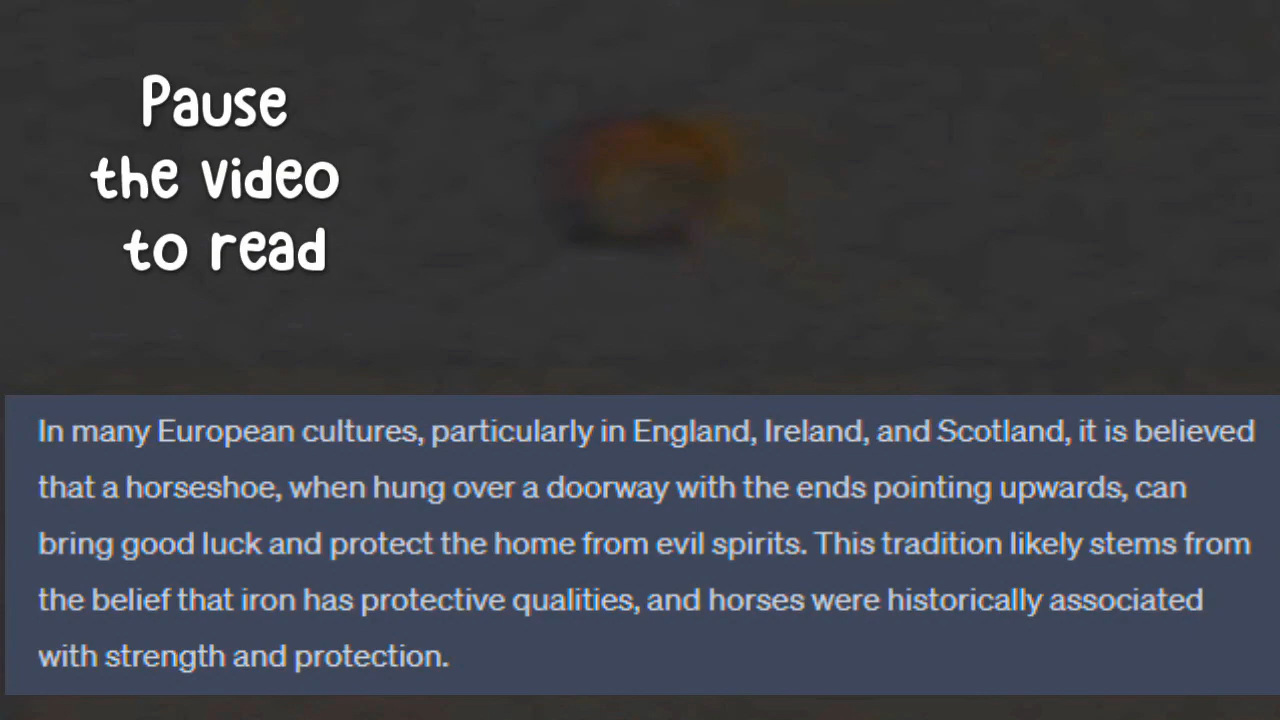 Pause
the video
to read
In many European cultures, particularly in England, Ireland, and Scotland, it is believed
that a horseshoe, when hung over a doorway with the ends pointing upwards, can
bring good luck and protect the home from evil spirits. This tradition likely stems from
the belief that iron has protective qualities, and horses were historically associated
with strength and protection.